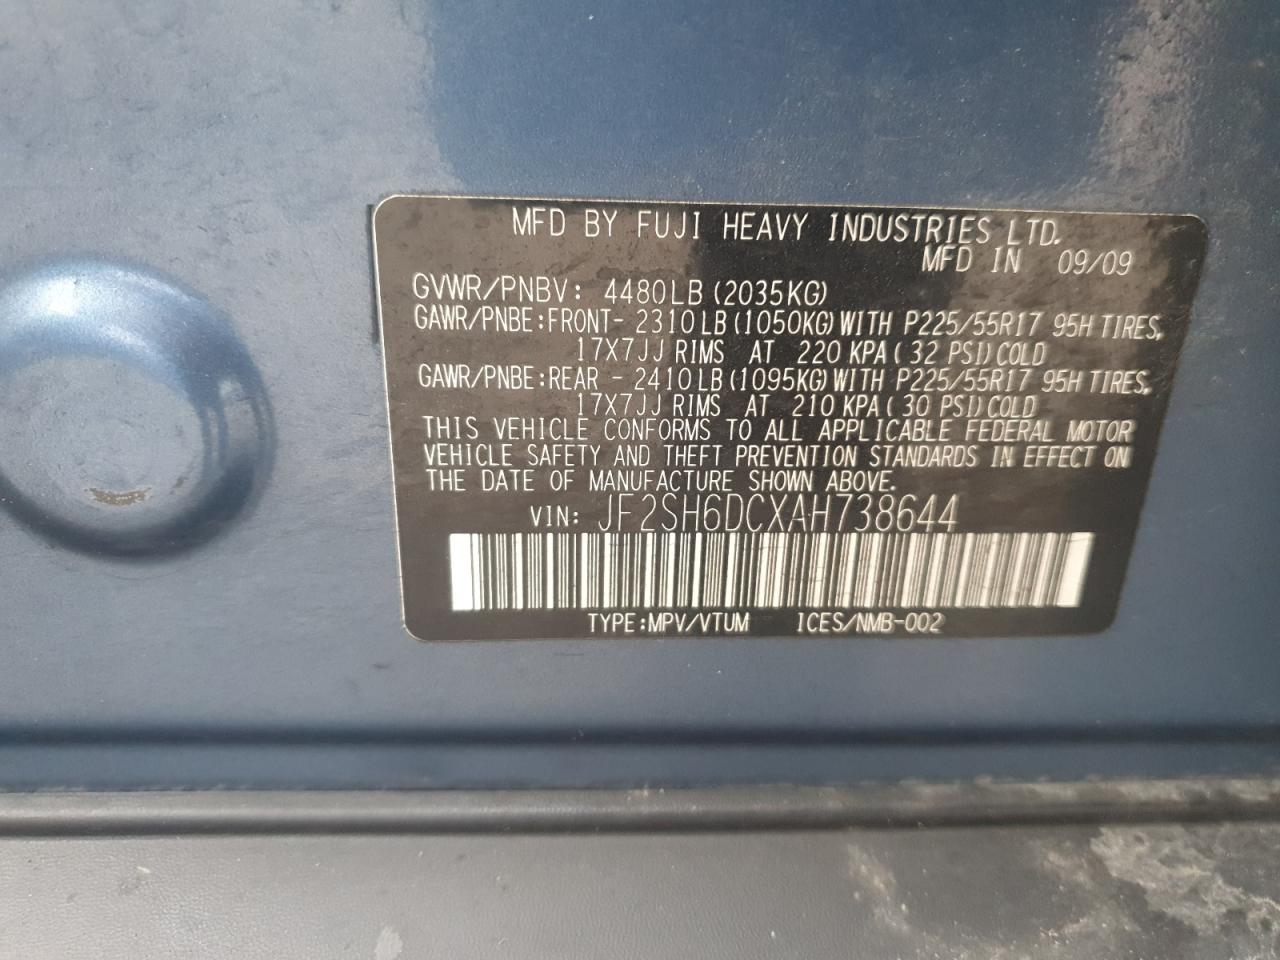 MFD BY FUJI HEAVY INDUSTRIES LTD.
MFD IN 09/09
GVWR/PNBV: 4480LB (2035KG)
GAWR/PNBE:FRONT- 2310 LB (1050KG) WITH P225/55R17 95H TIRES,
17X7JJ RIMS AT 220 KPA ( 32 PSI) COLD
GAWR/PNBE:REAR - 2410 LB (1095KG) WITH P225/55R17 95H TIRES,
17X7JJ RIMS AT 210 KPA ( 30 PSI) COLD
THIS VEHICLE CONFORMS TO ALL APPLICABLE FEDERAL MOTOR
VEHICLE SAFETY AND THEFT PREVENTION STANDARDS IN EFFECT ON
THE DATE OF MANUFACTURE SHOWN ABOVE.
VIN: JF2SH6DCXAH738644
TYPE:MPV/VTUM ICES/NMB-002